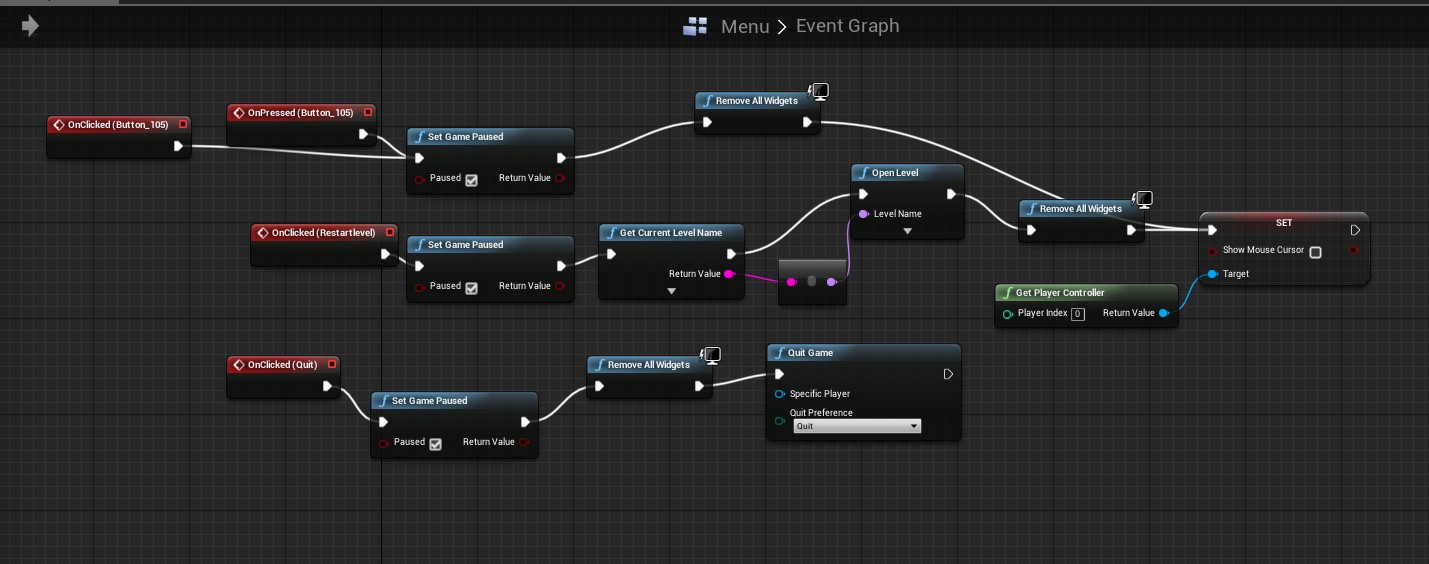 Menu > Event Graph
OnClicked (Button_105)
OnPressed (Button_105)
Set Game Paused
Paused
Return Value
Remove All Widgets
OnClicked (Restartlevel)
Set Game Paused
Paused
Return Value
Get Current Level Name
Return Value
Open Level
Level Name
Remove All Widgets
SET
Show Mouse Cursor
Target
Get Player Controller
Player Index 0
Return Value
OnClicked (Quit)
Set Game Paused
Paused
Return Value
Remove All Widgets
Quit Game
Specific Player
Quit Preference
Quit